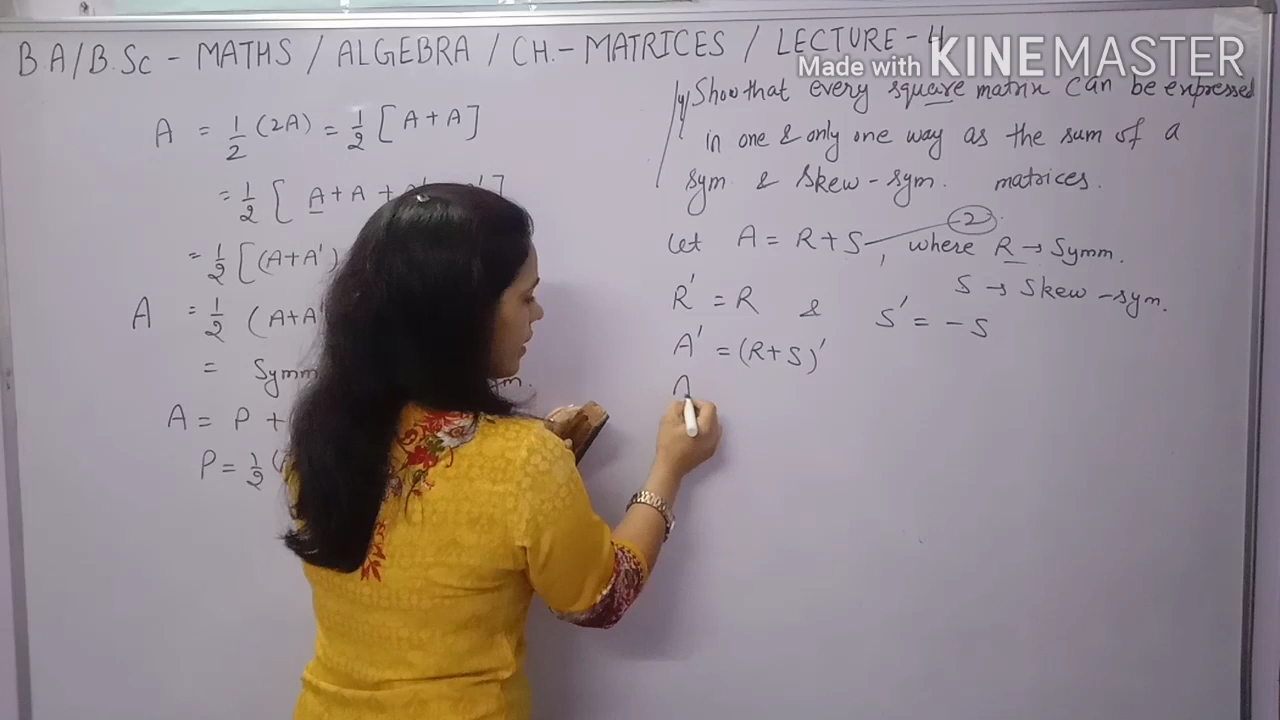 BA/B.Sc - MATHS / ALGEBRA / CH.- MATRICES / LECTURE - 4
Made with KINEMASTER
A = 1/2 (2A) = 1/2 [A + A]
= 1/2 [ A + A +
= 1/2 [(A+A')
A = 1/2 (A+A'
= Symm
A = P +
P = 1/2 (
Show that every square matrix can be expressed
in one & only one way as the sum of a
sym. & skew-sym. matrices.
Let A = R + S, where R → Symm.
2
S → skew-sym.
R' = R & S' = -S
A' = (R+S)'
A